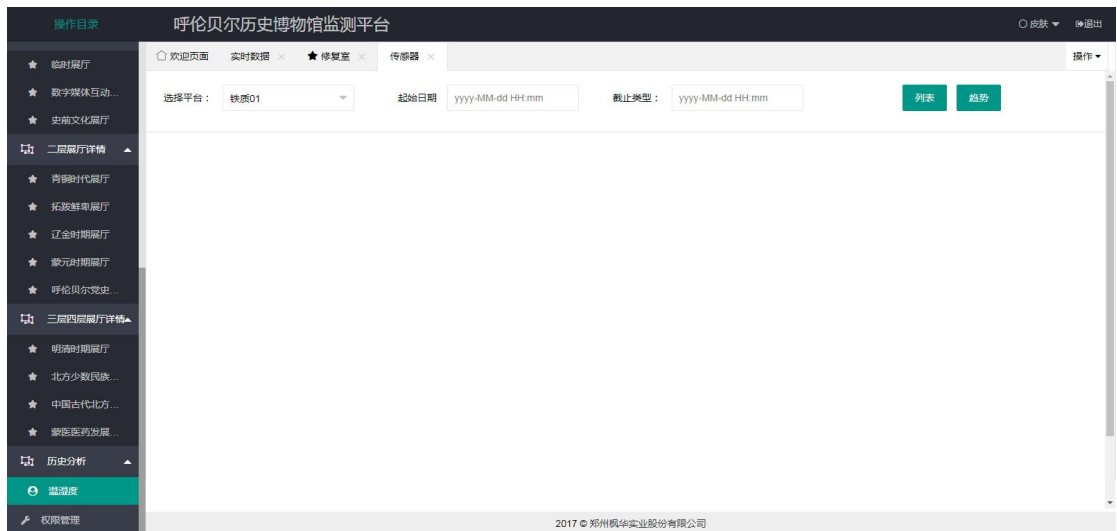 操作目录 呼伦贝尔历史博物馆监测平台 皮肤 退出
欢迎页面 实时数据 修复室 传感器 操作
选择平台： 铁质01 起始日期 yyyy-MM-dd HH:mm 截止类型： yyyy-MM-dd HH:mm 列表 趋势
临时展厅
数字媒体互动...
史前文化展厅
二层展厅详情
青铜时代展厅
拓跋鲜卑展厅
辽金时期展厅
蒙元时期展厅
呼伦贝尔党史...
三层四层展厅详情
明清时期展厅
北方少数民族...
中国古代北方...
蒙医医药发展...
历史分析
温湿度
权限管理
2017 © 郑州枫华实业股份有限公司